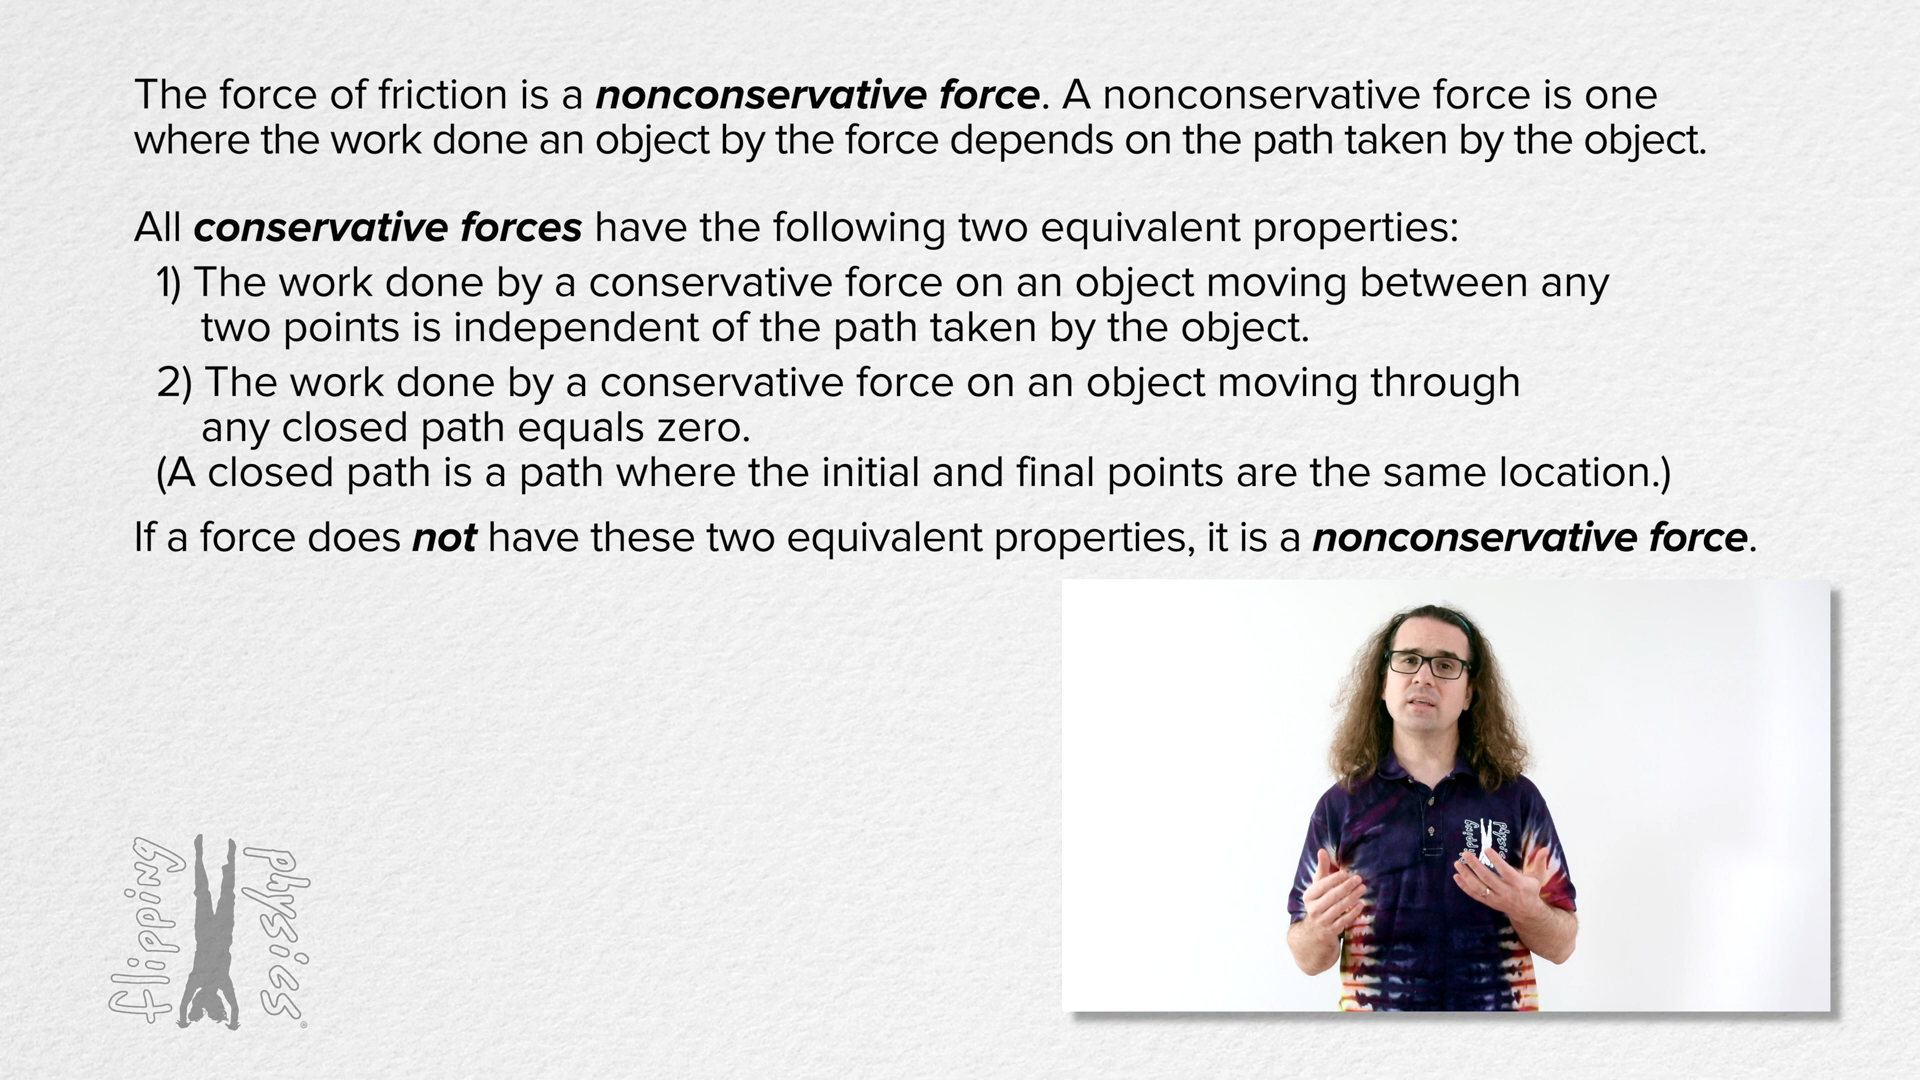 The force of friction is a nonconservative force. A nonconservative force is one
where the work done an object by the force depends on the path taken by the object.
All conservative forces have the following two equivalent properties:
1) The work done by a conservative force on an object moving between any
two points is independent of the path taken by the object.
2) The work done by a conservative force on an object moving through
any closed path equals zero.
(A closed path is a path where the initial and final points are the same location.)
If a force does not have these two equivalent properties, it is a nonconservative force.
flipping
physics
®
flipping
physics